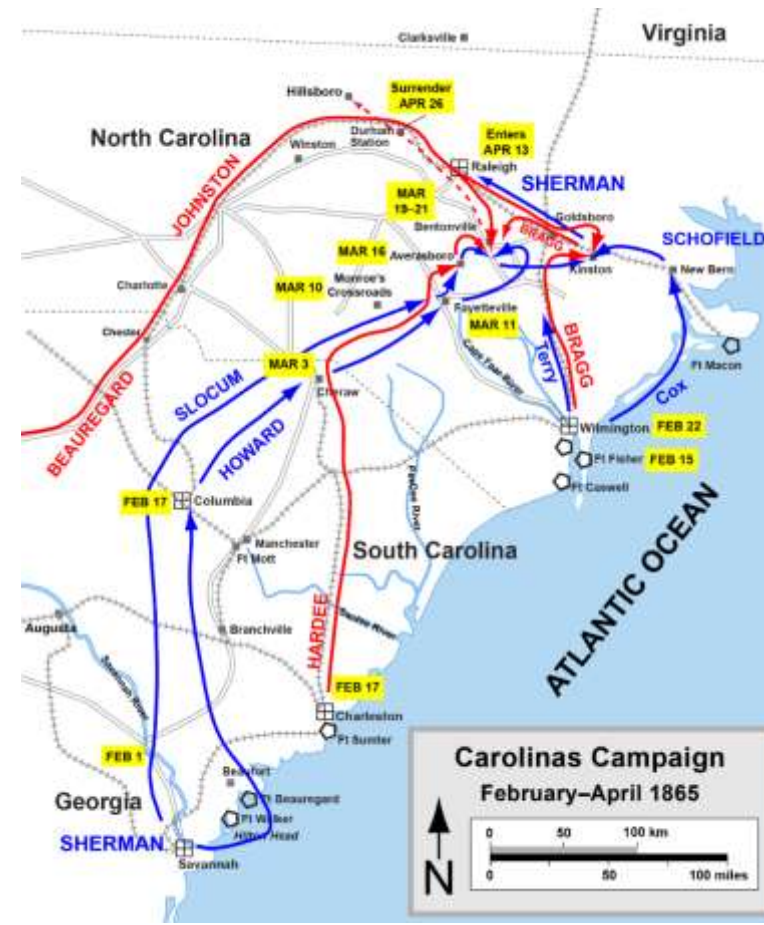 Clarksville
Virginia
Hillsboro
Surrender
APR 26
North Carolina
Durham
Station
Winston
Enters
APR 13
Raleigh
JOHNSTON
SHERMAN
MAR
19–21
Bentonville
Goldsboro
BRAGG
SCHOFIELD
MAR 16
Averasboro
Kinston
New Bern
Charlotte
MAR 10
Monroe's
Crossroads
Fayetteville
MAR 11
Chester
Ft Macon
MAR 3
Cheraw
Cape Fear River
Terry
BRAGG
Cox
SLOCUM
BEAUREGARD
HOWARD
Wilmington
FEB 22
Ft Fisher
FEB 15
Ft Caswell
FEB 17
Columbia
PeeDee River
Manchester
Ft Mott
South Carolina
ATLANTIC OCEAN
Augusta
Branchville
Santee River
HARDEE
Savannah River
FEB 17
Charleston
Ft Sumter
FEB 1
Beaufort
Georgia
Ft Beauregard
Ft Walker
Hilton Head
SHERMAN
Savannah
Carolinas Campaign
February–April 1865
N
0 50 100 km
0 50 100 miles